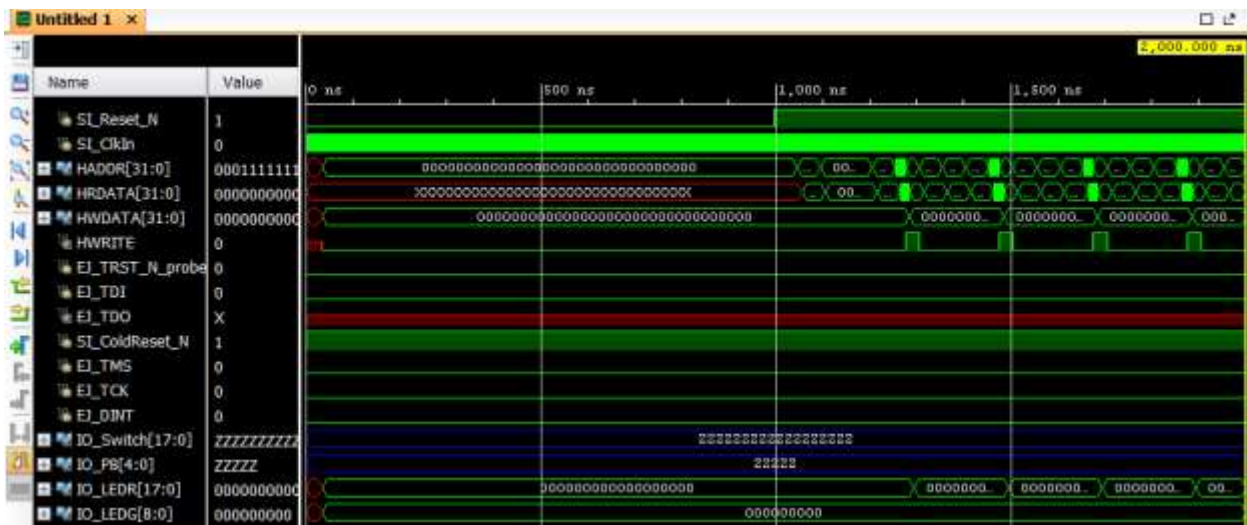 Untitled 1 ×
2,000.000 ns
Name Value
0 ns 500 ns 1,000 ns 1,500 ns
SI_Reset_N 1
SI_ClkIn 0
HADDR[31:0] 0001111111 00000000000000000000000000000000 00...
HRDATA[31:0] 0000000000 XXXXXXXXXXXXXXXXXXXXXXXXXXXXXXXX 00
HWDATA[31:0] 0000000000 00000000000000000000000000000000 0000000... 0000000... 0000000... 000...
HWRITE 0
EJ_TRST_N_probe 0
EJ_TDI 0
EJ_TDO X
SI_ColdReset_N 1
EJ_TMS 0
EJ_TCK 0
EJ_DINT 0
IO_Switch[17:0] ZZZZZZZZZZ ZZZZZZZZZZZZZZZZZZ
IO_PB[4:0] ZZZZZ ZZZZZ
IO_LEDR[17:0] 0000000000 000000000000000000 0000000... 0000000... 0000000... 00...
IO_LEDG[8:0] 000000000 000000000